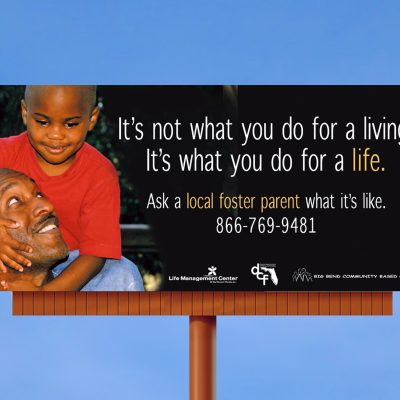 It's not what you do for a living
It's what you do for a life.
Ask a local foster parent what it's like.
866-769-9481
Life Management Center
dcf
BIG BEND COMMUNITY BASED